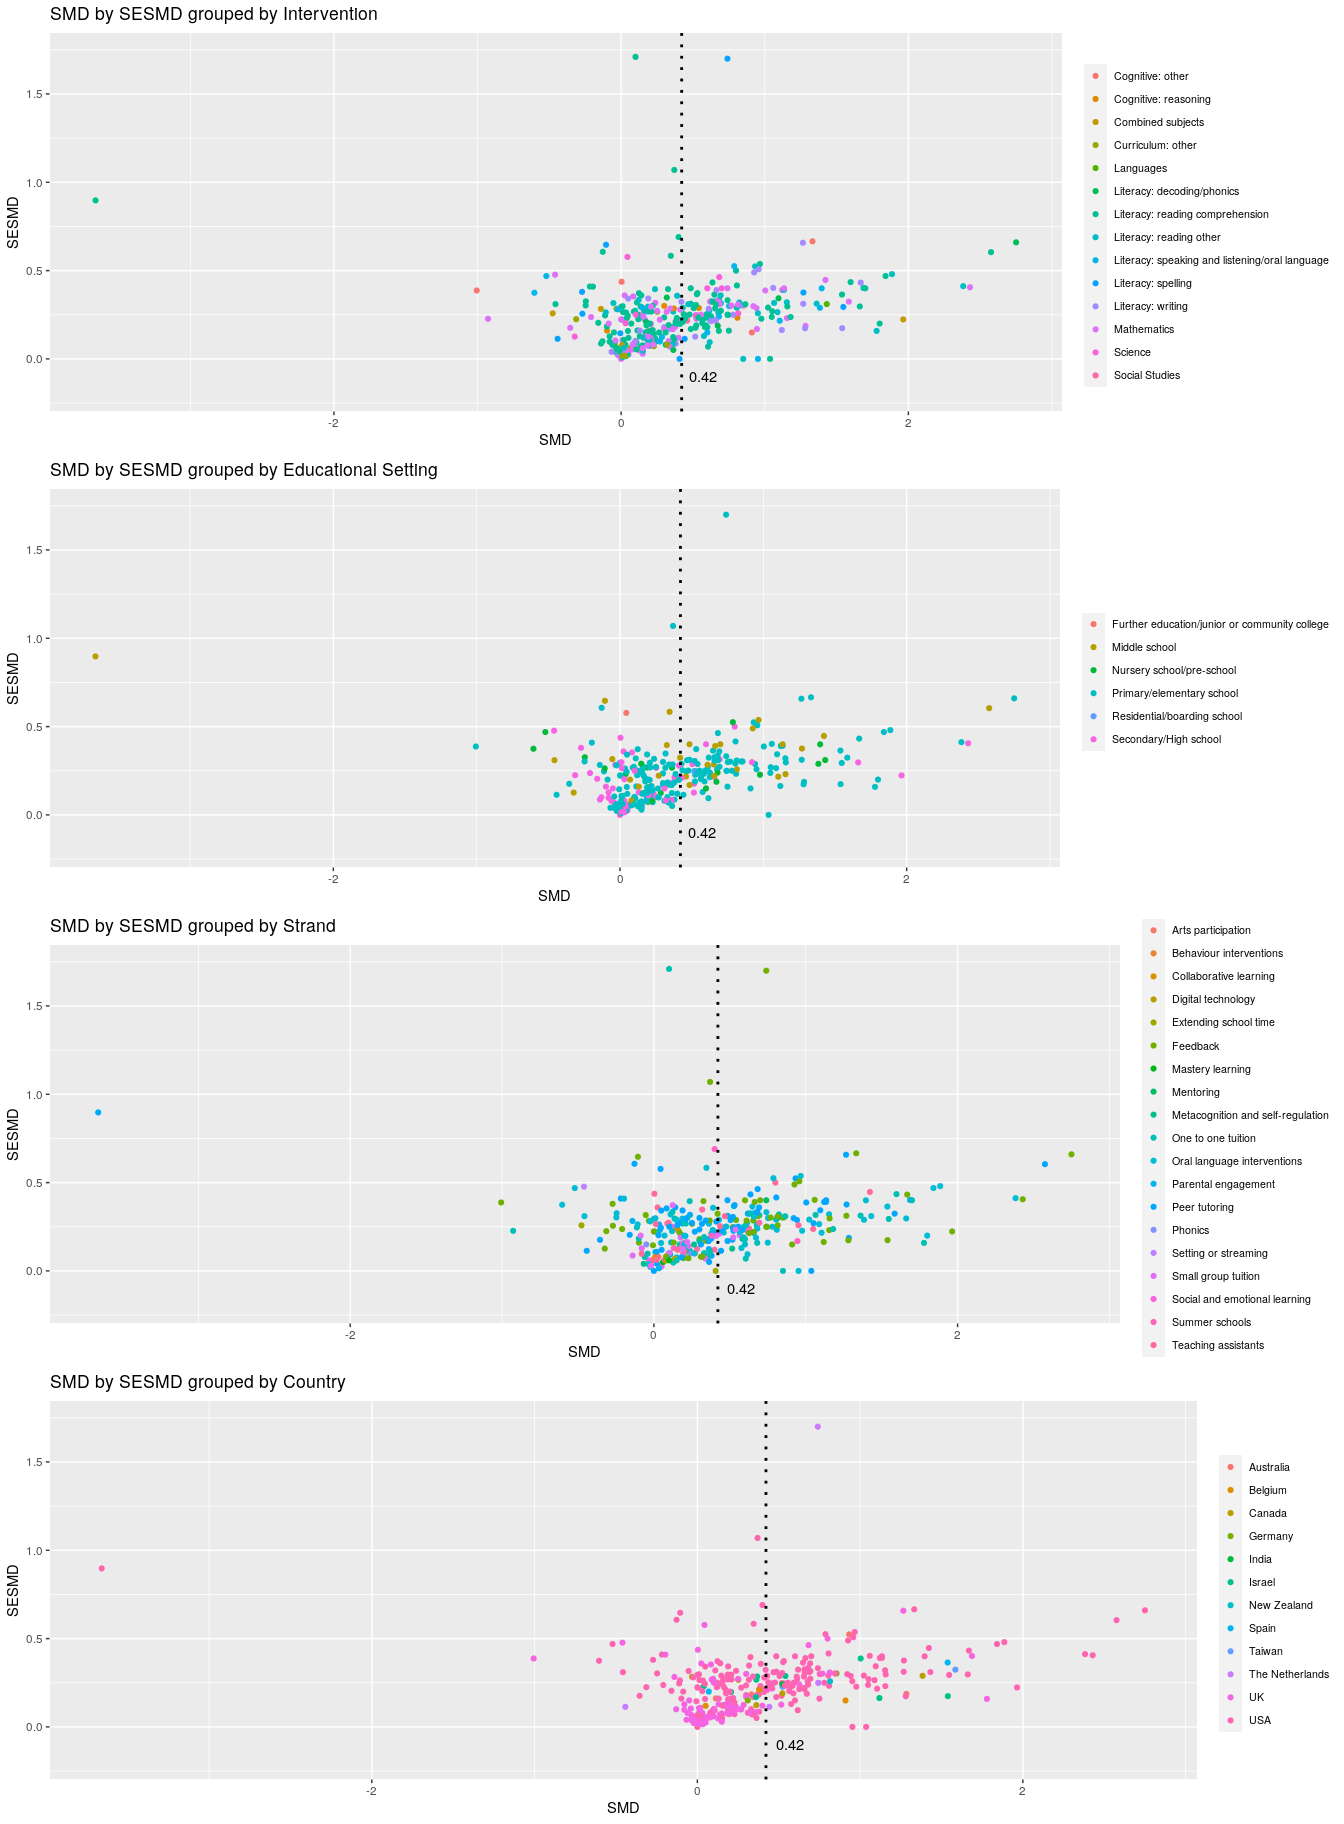 SMD by SESMD grouped by Intervention
SESMD
1.5
1.0
0.5
0.0
0.42
-2
0
2
SMD
Cognitive: other
Cognitive: reasoning
Combined subjects
Curriculum: other
Languages
Literacy: decoding/phonics
Literacy: reading comprehension
Literacy: reading other
Literacy: speaking and listening/oral language
Literacy: spelling
Literacy: writing
Mathematics
Science
Social Studies
SMD by SESMD grouped by Educational Setting
SESMD
1.5
1.0
0.5
0.0
0.42
-2
0
2
SMD
Further education/junior or community college
Middle school
Nursery school/pre-school
Primary/elementary school
Residential/boarding school
Secondary/High school
SMD by SESMD grouped by Strand
SESMD
1.5
1.0
0.5
0.0
0.42
-2
0
2
SMD
Arts participation
Behaviour interventions
Collaborative learning
Digital technology
Extending school time
Feedback
Mastery learning
Mentoring
Metacognition and self-regulation
One to one tuition
Oral language interventions
Parental engagement
Peer tutoring
Phonics
Setting or streaming
Small group tuition
Social and emotional learning
Summer schools
Teaching assistants
SMD by SESMD grouped by Country
SESMD
1.5
1.0
0.5
0.0
0.42
-2
0
2
SMD
Australia
Belgium
Canada
Germany
India
Israel
New Zealand
Spain
Taiwan
The Netherlands
UK
USA